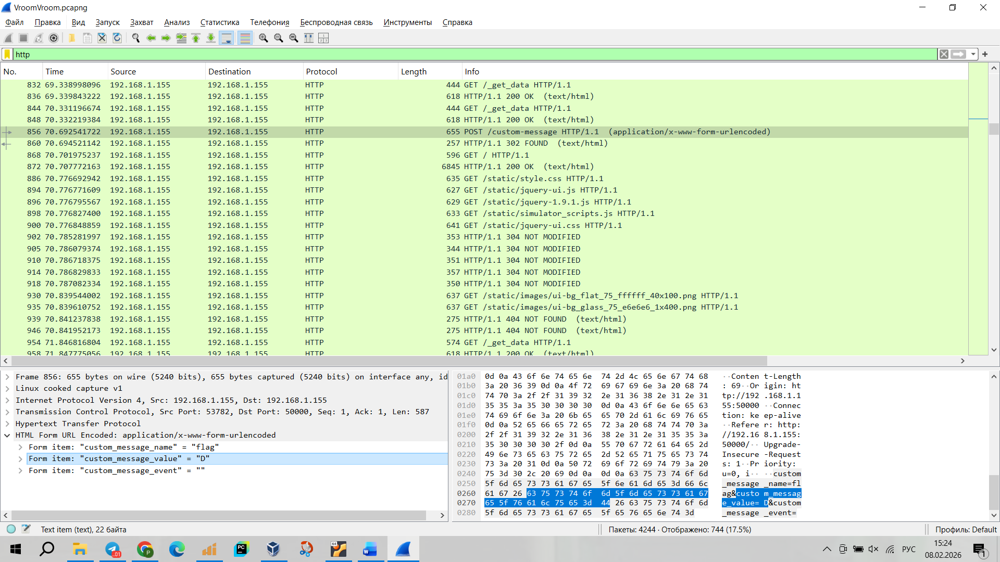 VroomVroom.pcapng
Файл Правка Вид Запуск Захват Анализ Статистика Телефония Беспроводная связь Инструменты Справка
http
No. Time Source Destination Protocol Length Info
832 69.338998096 192.168.1.155 192.168.1.155 HTTP 444 GET /_get_data HTTP/1.1
836 69.339843222 192.168.1.155 192.168.1.155 HTTP 618 HTTP/1.1 200 OK (text/html)
844 70.331196674 192.168.1.155 192.168.1.155 HTTP 444 GET /_get_data HTTP/1.1
848 70.332219384 192.168.1.155 192.168.1.155 HTTP 618 HTTP/1.1 200 OK (text/html)
856 70.692541722 192.168.1.155 192.168.1.155 HTTP 655 POST /custom-message HTTP/1.1 (application/x-www-form-urlencoded)
860 70.694521142 192.168.1.155 192.168.1.155 HTTP 257 HTTP/1.1 302 FOUND (text/html)
868 70.701975237 192.168.1.155 192.168.1.155 HTTP 596 GET / HTTP/1.1
872 70.707772163 192.168.1.155 192.168.1.155 HTTP 6845 HTTP/1.1 200 OK (text/html)
886 70.776692942 192.168.1.155 192.168.1.155 HTTP 635 GET /static/style.css HTTP/1.1
894 70.776771609 192.168.1.155 192.168.1.155 HTTP 627 GET /static/jquery-ui.js HTTP/1.1
896 70.776795567 192.168.1.155 192.168.1.155 HTTP 629 GET /static/jquery-1.9.1.js HTTP/1.1
898 70.776827400 192.168.1.155 192.168.1.155 HTTP 633 GET /static/simulator_scripts.js HTTP/1.1
900 70.776848859 192.168.1.155 192.168.1.155 HTTP 641 GET /static/jquery-ui.css HTTP/1.1
902 70.785281997 192.168.1.155 192.168.1.155 HTTP 353 HTTP/1.1 304 NOT MODIFIED
905 70.786079374 192.168.1.155 192.168.1.155 HTTP 344 HTTP/1.1 304 NOT MODIFIED
910 70.786718375 192.168.1.155 192.168.1.155 HTTP 351 HTTP/1.1 304 NOT MODIFIED
914 70.786829833 192.168.1.155 192.168.1.155 HTTP 357 HTTP/1.1 304 NOT MODIFIED
918 70.787082334 192.168.1.155 192.168.1.155 HTTP 350 HTTP/1.1 304 NOT MODIFIED
930 70.839544002 192.168.1.155 192.168.1.155 HTTP 637 GET /static/images/ui-bg_flat_75_ffffff_40x100.png HTTP/1.1
935 70.839610752 192.168.1.155 192.168.1.155 HTTP 637 GET /static/images/ui-bg_glass_75_e6e6e6_1x400.png HTTP/1.1
939 70.841237838 192.168.1.155 192.168.1.155 HTTP 275 HTTP/1.1 404 NOT FOUND (text/html)
946 70.841952173 192.168.1.155 192.168.1.155 HTTP 275 HTTP/1.1 404 NOT FOUND (text/html)
954 71.846816804 192.168.1.155 192.168.1.155 HTTP 574 GET /_get_data HTTP/1.1
958 71.847775056 192.168.1.155 192.168.1.155 HTTP 618 HTTP/1.1 200 OK (text/html)
Frame 856: 655 bytes on wire (5240 bits), 655 bytes captured (5240 bits) on interface any, id
Linux cooked capture v1
Internet Protocol Version 4, Src: 192.168.1.155, Dst: 192.168.1.155
Transmission Control Protocol, Src Port: 53782, Dst Port: 50000, Seq: 1, Ack: 1, Len: 587
Hypertext Transfer Protocol
HTML Form URL Encoded: application/x-www-form-urlencoded
Form item: "custom_message_name" = "flag"
Form item: "custom_message_value" = "D"
Form item: "custom_message_event" = ""
01a0 0d 0a 43 6f 6e 74 65 6e 74 2d 4c 65 6e 67 74 68 ··Conten t-Length
01b0 3a 20 36 39 0d 0a 4f 72 69 67 69 6e 3a 20 68 74 : 69··Or igin: ht
01c0 74 70 3a 2f 2f 31 39 32 2e 31 36 38 2e 31 2e 31 tp://192 .168.1.1
01d0 35 35 3a 35 30 30 30 30 0d 0a 43 6f 6e 6e 65 63 55:50000 ··Connec
01e0 74 69 6f 6e 3a 20 6b 65 65 70 2d 61 6c 69 76 65 tion: ke ep-alive
01f0 0d 0a 52 65 66 65 72 65 72 3a 20 68 74 74 70 3a ··Refere r: http:
0200 2f 2f 31 39 32 2e 31 36 38 2e 31 2e 31 35 35 3a //192.16 8.1.155:
0210 35 30 30 30 30 2f 0d 0a 55 70 67 72 61 64 65 2d 50000/·· Upgrade-
0220 49 6e 73 65 63 75 72 65 2d 52 65 71 75 65 73 74 Insecure -Request
0230 73 3a 20 31 0d 0a 50 72 69 6f 72 69 74 79 3a 20 s: 1··Pr iority:
0240 75 3d 30 2c 20 69 0d 0a 0d 0a 63 75 73 74 6f 6d u=0, i·· ··custom
0250 5f 6d 65 73 73 61 67 65 5f 6e 61 6d 65 3d 66 6c _message _name=fl
0260 61 67 26 63 75 73 74 6f 6d 5f 6d 65 73 73 61 67 ag&custo m_messag
0270 65 5f 76 61 6c 75 65 3d 44 26 63 75 73 74 6f 6d e_value= D&custom
0280 5f 6d 65 73 73 61 67 65 5f 65 76 65 6e 74 3d _message _event=
Text item (text), 22 байта
Пакеты: 4244 · Отображено: 744 (17.5%)
Профиль: Default
.01
P
PC
64
W
РУС
15:24
08.02.2026
1